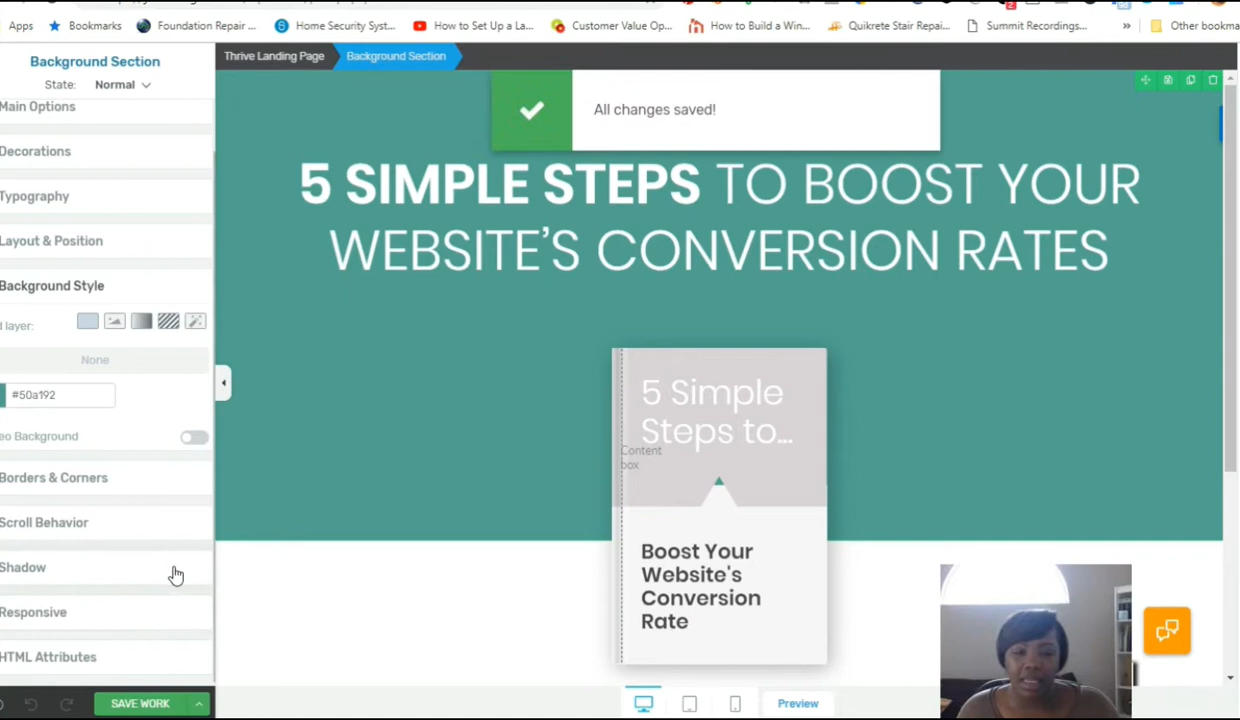 Apps
Bookmarks
Foundation Repair ...
Home Security Syst...
How to Set Up a La...
Customer Value Op...
How to Build a Win...
Quikrete Stair Repai...
Summit Recordings...
»
Other bookma
Background Section
Thrive Landing Page
Background Section
State: Normal
Main Options
Decorations
Typography
Layout & Position
Background Style
d layer:
None
#50a192
eo Background
Borders & Corners
Scroll Behavior
Shadow
Responsive
HTML Attributes
SAVE WORK
All changes saved!
5 SIMPLE STEPS TO BOOST YOUR
WEBSITE'S CONVERSION RATES
5 Simple
Steps to...
Content
box
Boost Your
Website's
Conversion
Rate
Preview